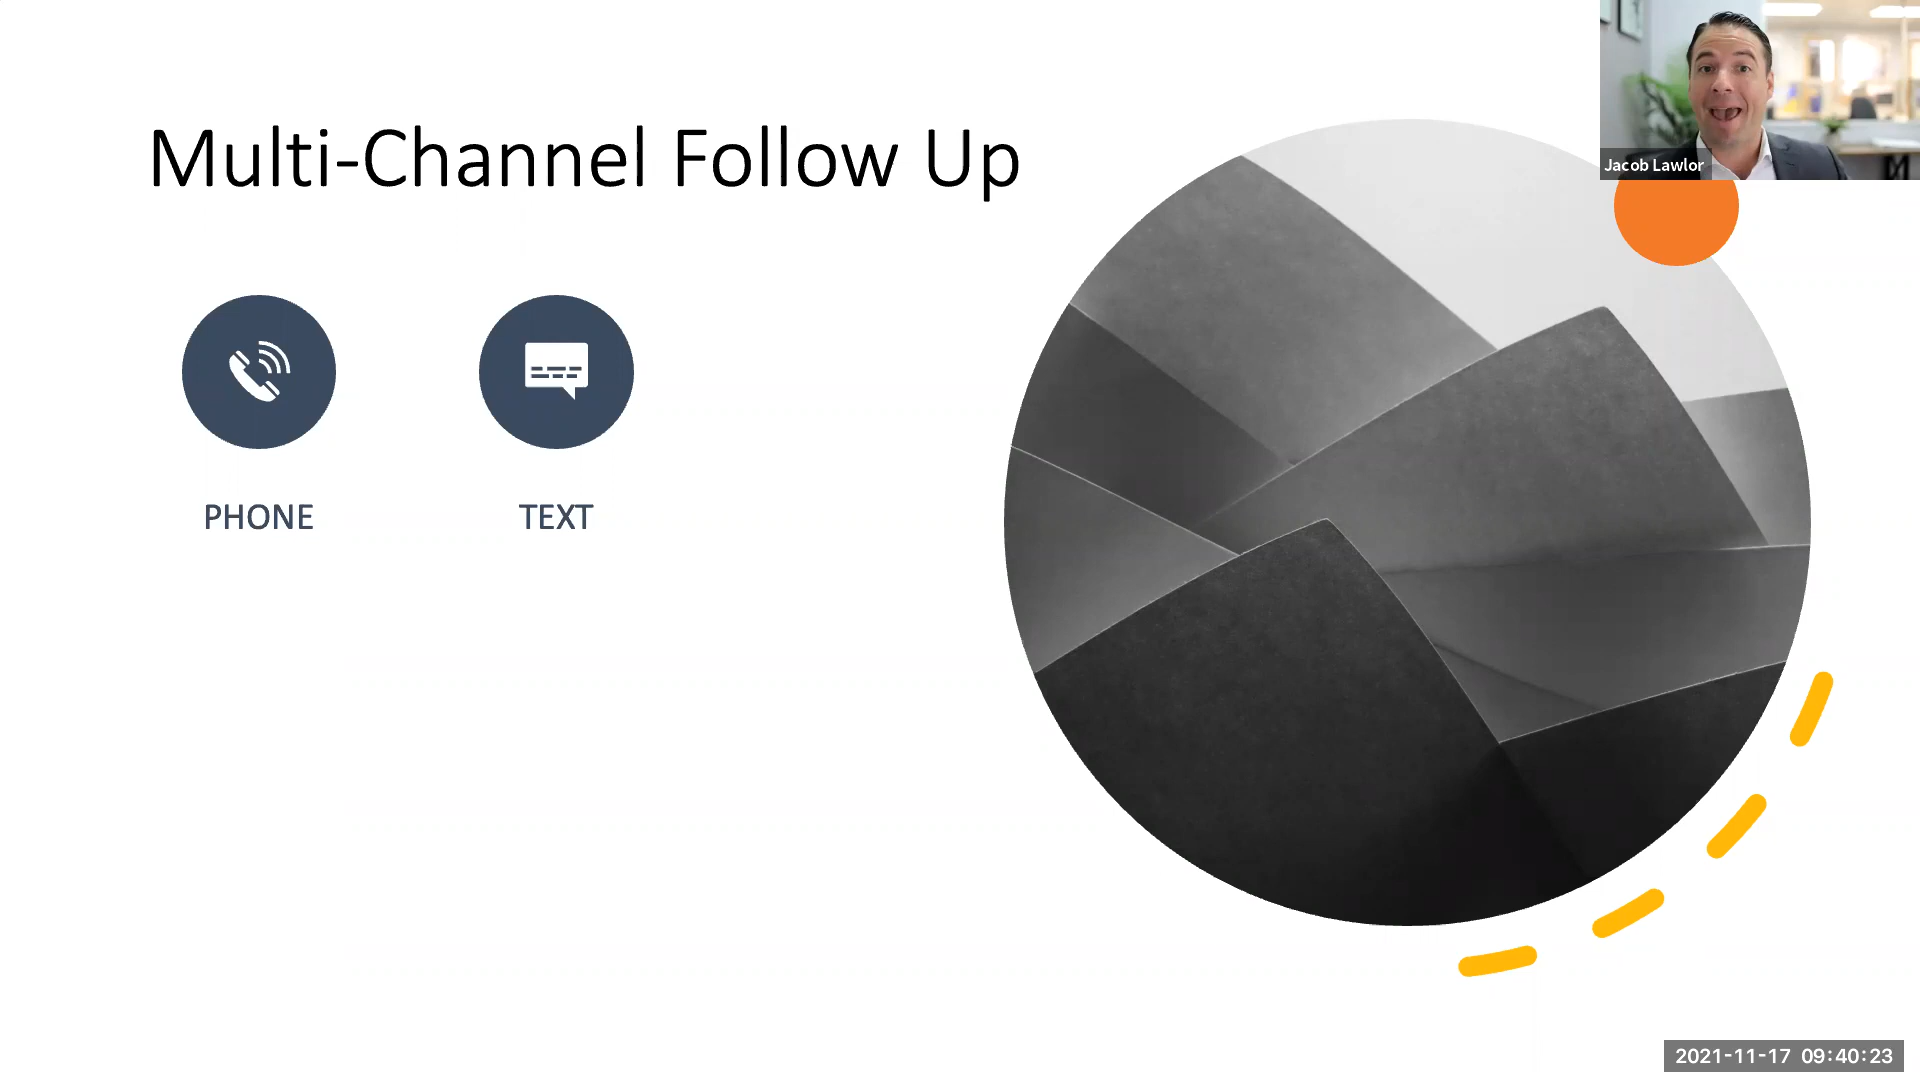 Multi-Channel Follow Up
Jacob Lawlor
PHONE
TEXT
2021-11-17 09:40:23